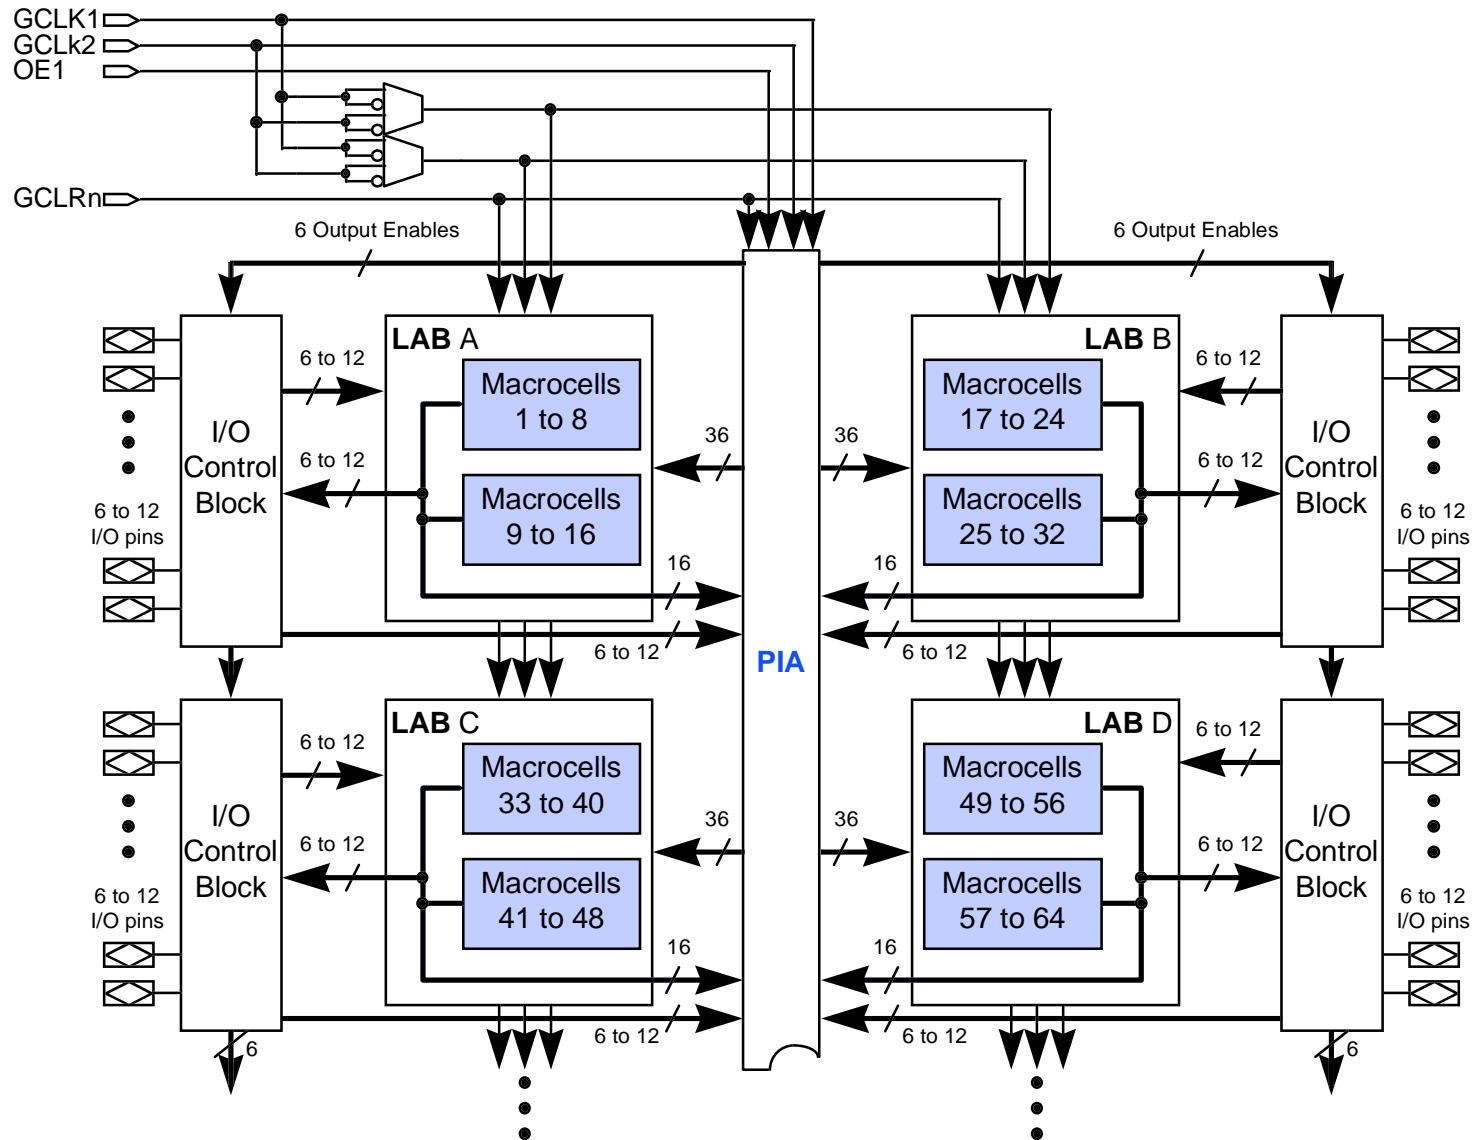 GCLK1
GCLk2
OE1
GCLRn
6 Output Enables
6 Output Enables
LAB A
LAB B
6 to 12
6 to 12
Macrocells
1 to 8
Macrocells
17 to 24
I/O
Control
Block
I/O
Control
Block
36
36
6 to 12
6 to 12
Macrocells
9 to 16
Macrocells
25 to 32
6 to 12
I/O pins
6 to 12
I/O pins
16
16
6 to 12
6 to 12
PIA
LAB C
LAB D
6 to 12
6 to 12
Macrocells
33 to 40
Macrocells
49 to 56
I/O
Control
Block
I/O
Control
Block
36
36
6 to 12
6 to 12
Macrocells
41 to 48
Macrocells
57 to 64
6 to 12
I/O pins
6 to 12
I/O pins
16
16
6 to 12
6 to 12
6
6